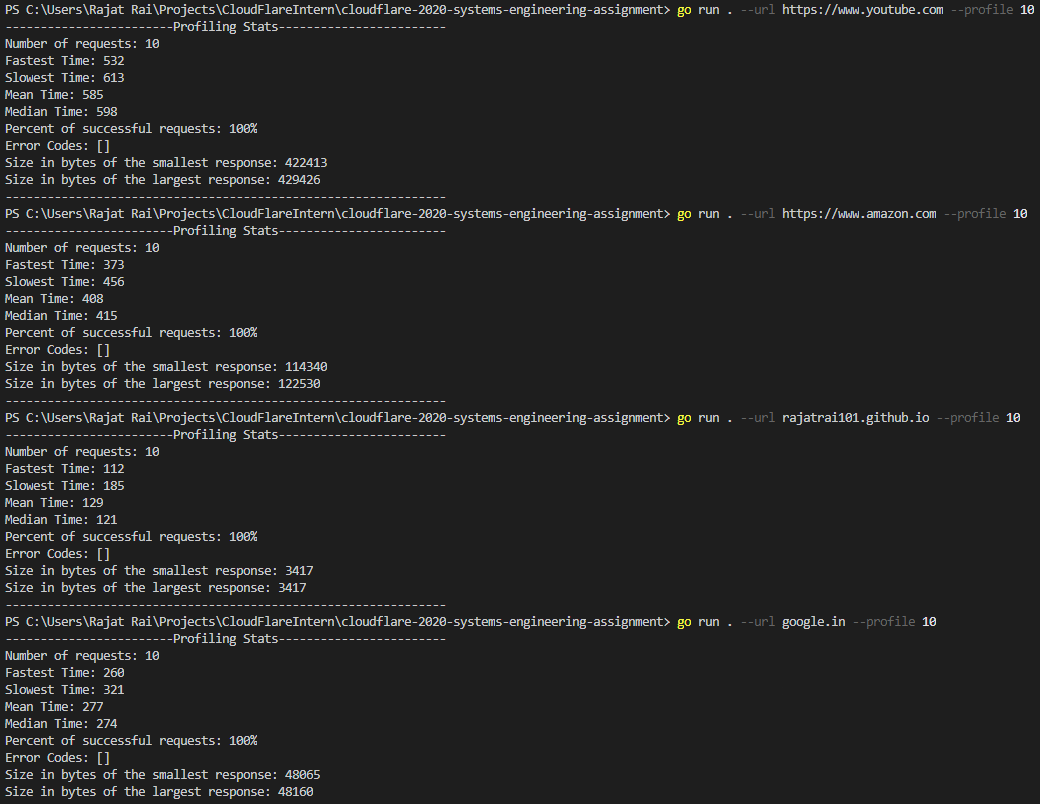 PS C:\Users\Rajat Rai\Projects\CloudFlareIntern\cloudflare-2020-systems-engineering-assignment> go run . --url https://www.youtube.com --profile 10
------------------------Profiling Stats------------------------
Number of requests: 10
Fastest Time: 532
Slowest Time: 613
Mean Time: 585
Median Time: 598
Percent of successful requests: 100%
Error Codes: []
Size in bytes of the smallest response: 422413
Size in bytes of the largest response: 429426
---------------------------------------------------------------
PS C:\Users\Rajat Rai\Projects\CloudFlareIntern\cloudflare-2020-systems-engineering-assignment> go run . --url https://www.amazon.com --profile 10
------------------------Profiling Stats------------------------
Number of requests: 10
Fastest Time: 373
Slowest Time: 456
Mean Time: 408
Median Time: 415
Percent of successful requests: 100%
Error Codes: []
Size in bytes of the smallest response: 114340
Size in bytes of the largest response: 122530
---------------------------------------------------------------
PS C:\Users\Rajat Rai\Projects\CloudFlareIntern\cloudflare-2020-systems-engineering-assignment> go run . --url rajatrai101.github.io --profile 10
------------------------Profiling Stats------------------------
Number of requests: 10
Fastest Time: 112
Slowest Time: 185
Mean Time: 129
Median Time: 121
Percent of successful requests: 100%
Error Codes: []
Size in bytes of the smallest response: 3417
Size in bytes of the largest response: 3417
---------------------------------------------------------------
PS C:\Users\Rajat Rai\Projects\CloudFlareIntern\cloudflare-2020-systems-engineering-assignment> go run . --url google.in --profile 10
------------------------Profiling Stats------------------------
Number of requests: 10
Fastest Time: 260
Slowest Time: 321
Mean Time: 277
Median Time: 274
Percent of successful requests: 100%
Error Codes: []
Size in bytes of the smallest response: 48065
Size in bytes of the largest response: 48160